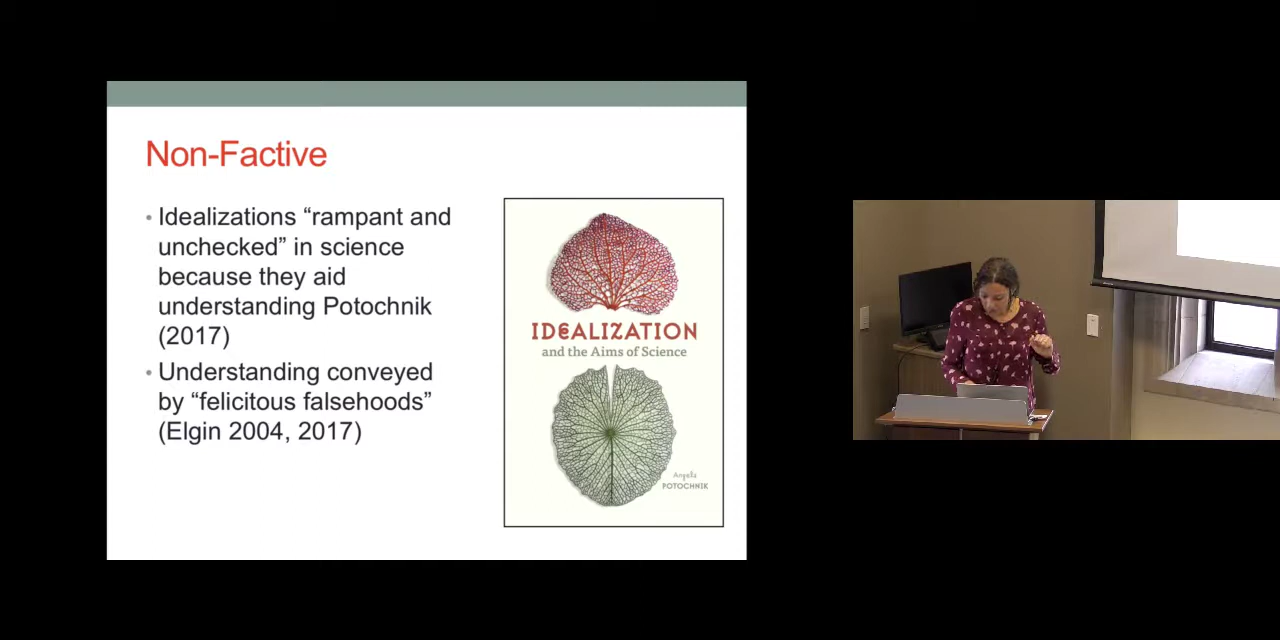 Non-Factive
• Idealizations “rampant and
unchecked” in science
because they aid
understanding Potochnik
(2017)
• Understanding conveyed
by “felicitous falsehoods”
(Elgin 2004, 2017)
IDEALIZATION
and the Aims of Science
Angela
POTOCHNIK